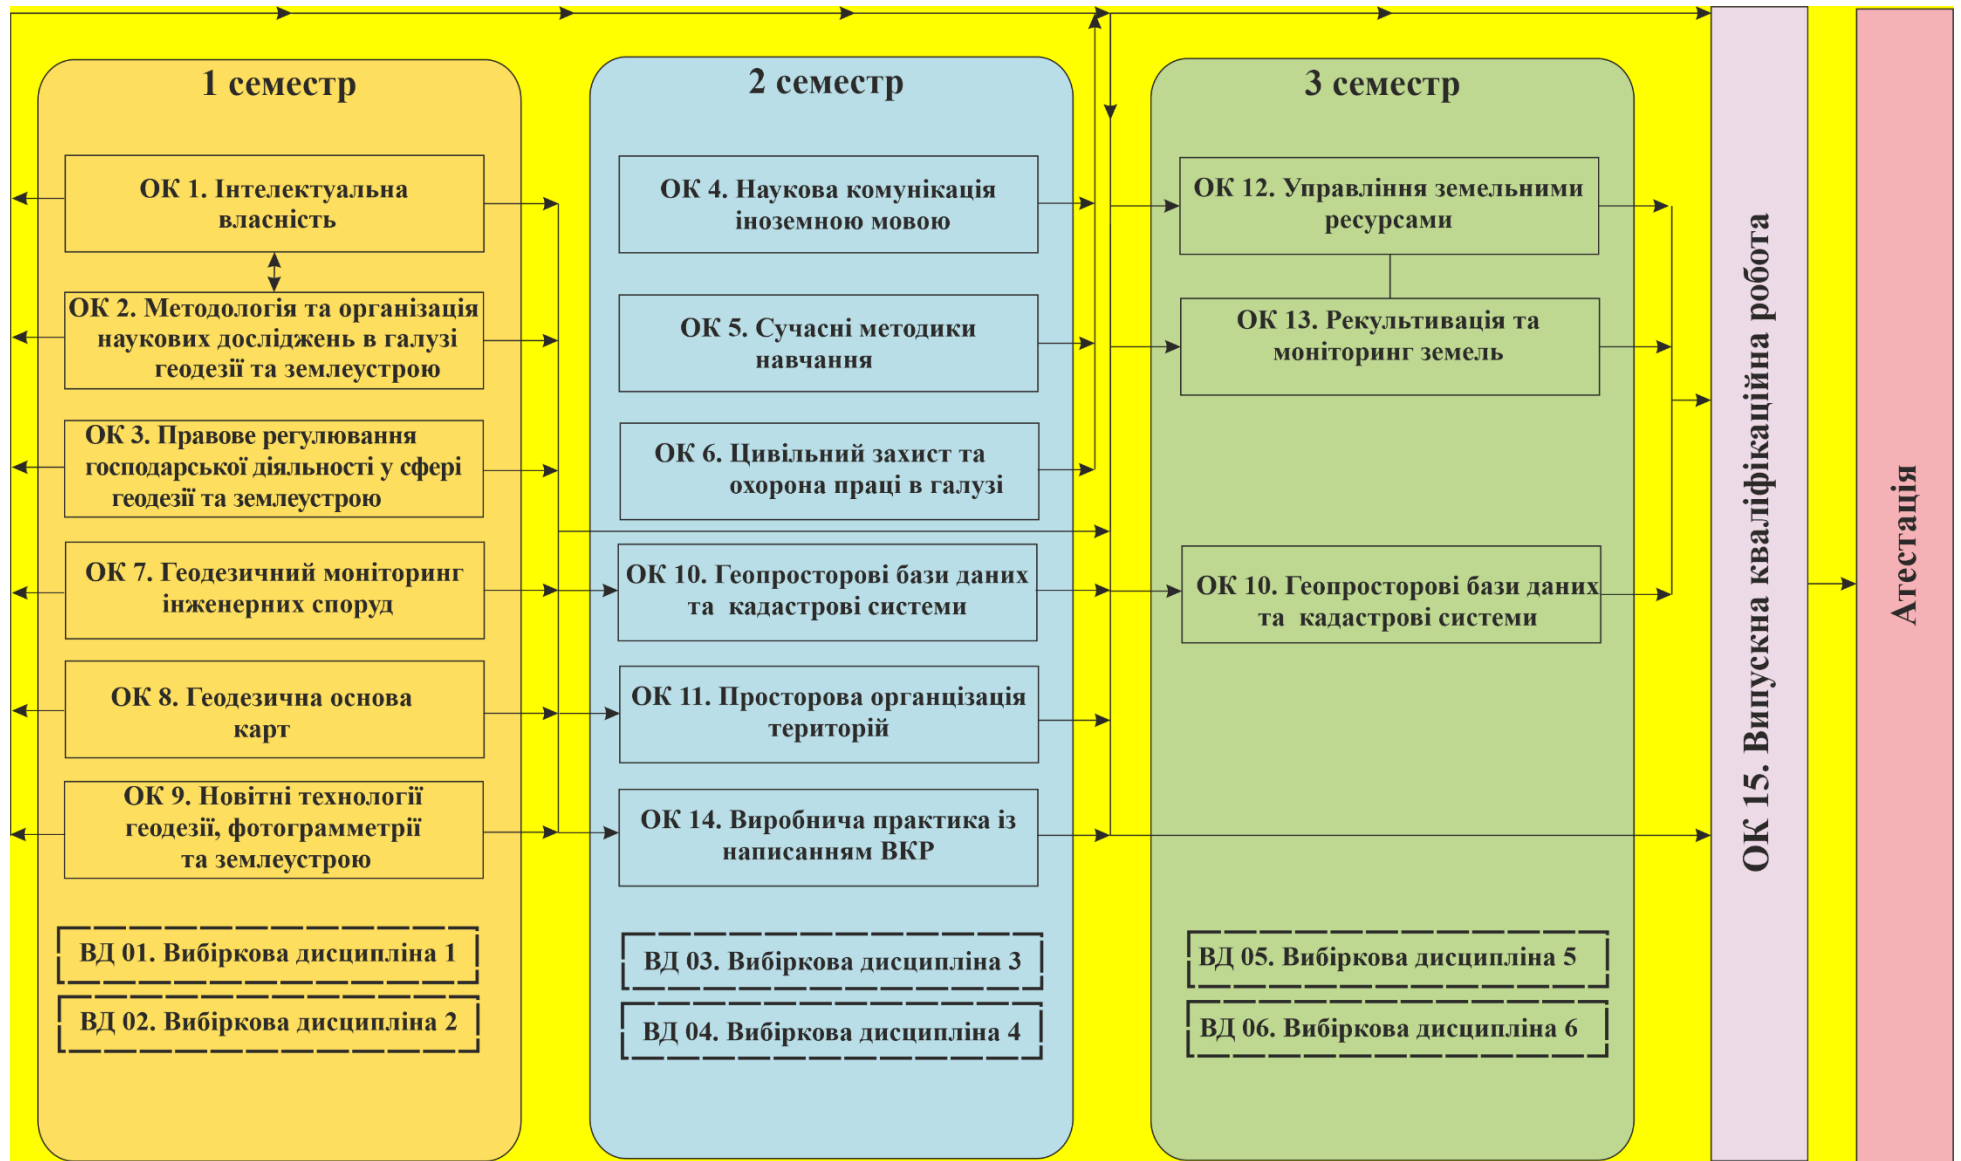 1 семестр
ОК 1. Інтелектуальна
власність
ОК 2. Методологія та організація
наукових досліджень в галузі
геодезії та землеустрою
ОК 3. Правове регулювання
господарської діяльності у сфері
геодезії та землеустрою
ОК 7. Геодезичний моніторинг
інженерних споруд
ОК 8. Геодезична основа
карт
ОК 9. Новітні технології
геодезії, фотограмметрії
та землеустрою
ВД 01. Вибіркова дисципліна 1
ВД 02. Вибіркова дисципліна 2
2 семестр
ОК 4. Наукова комунікація
іноземною мовою
ОК 5. Сучасні методики
навчання
ОК 6. Цивільний захист та
охорона праці в галузі
ОК 10. Геопросторові бази даних
та кадастрові системи
ОК 11. Просторова органцізація
територій
ОК 14. Виробнича практика із
написанням ВКР
ВД 03. Вибіркова дисципліна 3
ВД 04. Вибіркова дисципліна 4
3 семестр
ОК 12. Управління земельними
ресурсами
ОК 13. Рекультивація та
моніторинг земель
ОК 10. Геопросторові бази даних
та кадастрові системи
ВД 05. Вибіркова дисципліна 5
ВД 06. Вибіркова дисципліна 6
ОК 15. Випускна кваліфікаційна робота
Атестація